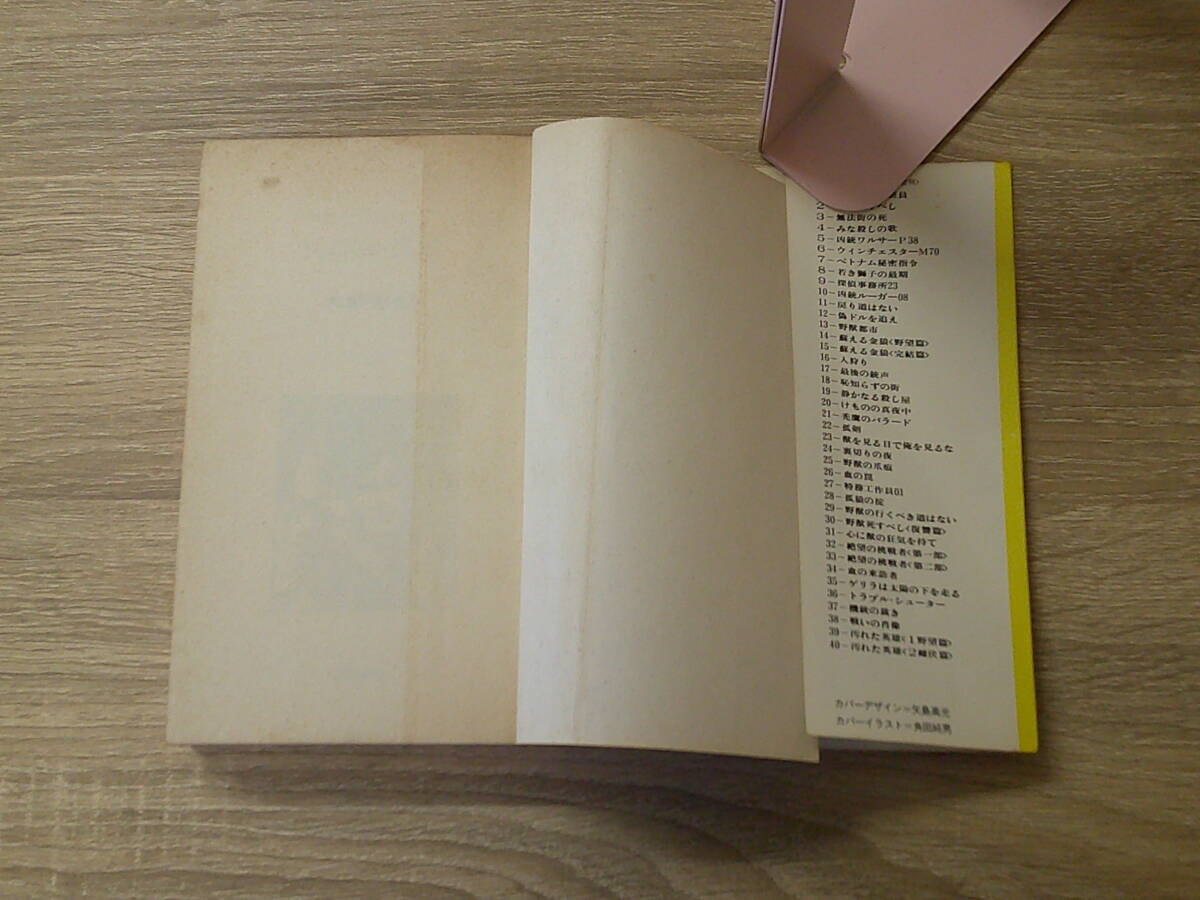 3−無法街の死
4−みな殺しの歌
5−凶銃ワルサーP38
6−ウィンチェスターM70
7−ベトナム秘密指令
8−若き獅子の最期
9−探偵事務所23
10−凶銃ルーガー08
11−戻り道はない
12−偽ドルを追え
13−野獣都市
14−蘇える金狼〈野望篇〉
15−蘇える金狼〈完結篇〉
16−人狩り
17−最後の銃声
18−恥知らずの街
19−静かなる殺し屋
20−けものの真夜中
21−禿鷹のバラード
22−孤剣
23−獣を見る目で俺を見るな
24−裏切りの夜
25−野獣の爪痕
26−血の罠
27−特務工作員01
28−孤狼の掟
29−野獣の行くべき道はない
30−野獣死すべし〈復讐篇〉
31−心に獣の狂気を持て
32−絶望の挑戦者〈第一部〉
33−絶望の挑戦者〈第二部〉
34−血の来訪者
35−ゲリラは太陽の下を走る
36−トラブル・シューター
37−機銃の裁き
38−戦いの肖像
39−汚れた英雄〈1野望篇〉
40−汚れた英雄〈2雌伏篇〉
カバーデザイン＝矢島高光
カバーイラスト＝角田純男